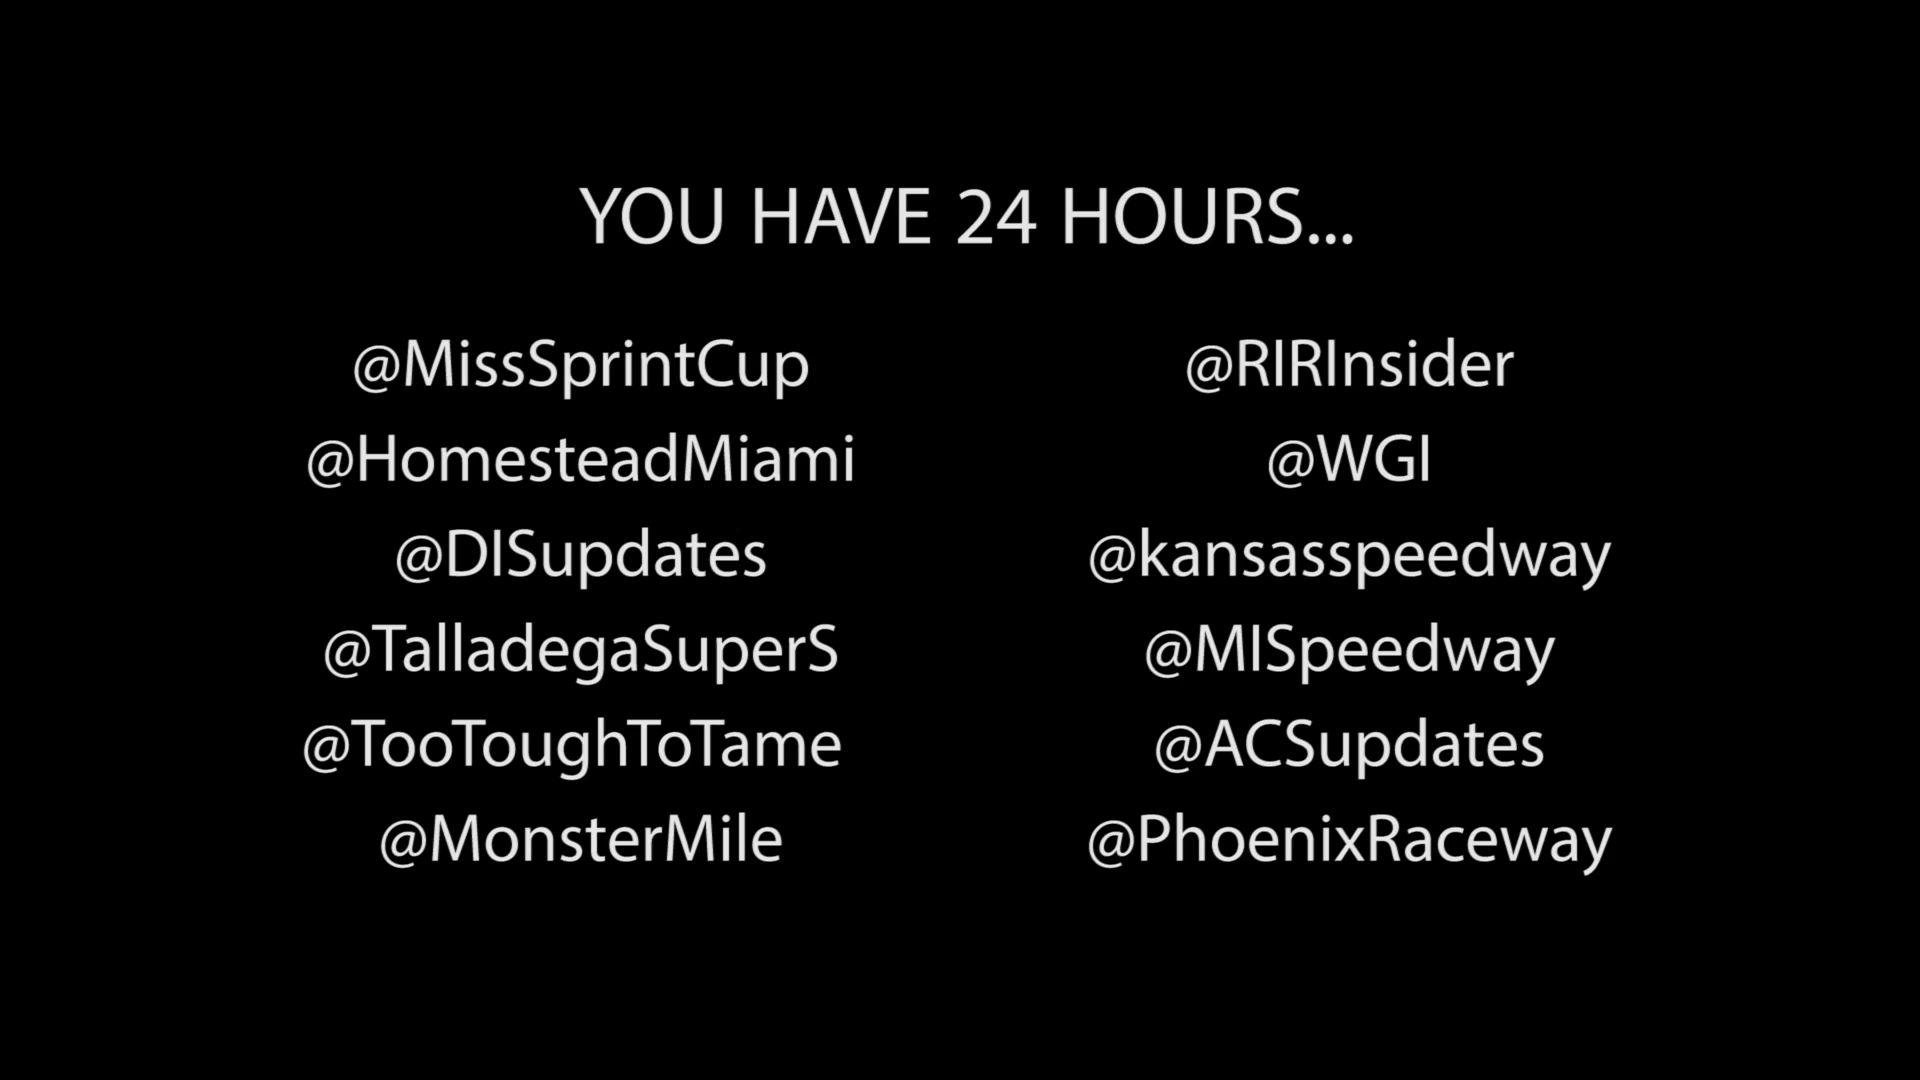 YOU HAVE 24 HOURS...
@MissSprintCup
@HomesteadMiami
@DISupdates
@TalladegaSuperS
@TooToughToTame
@MonsterMile
@RIRInsider
@WGI
@kansasspeedway
@MISpeedway
@ACSupdates
@PhoenixRaceway